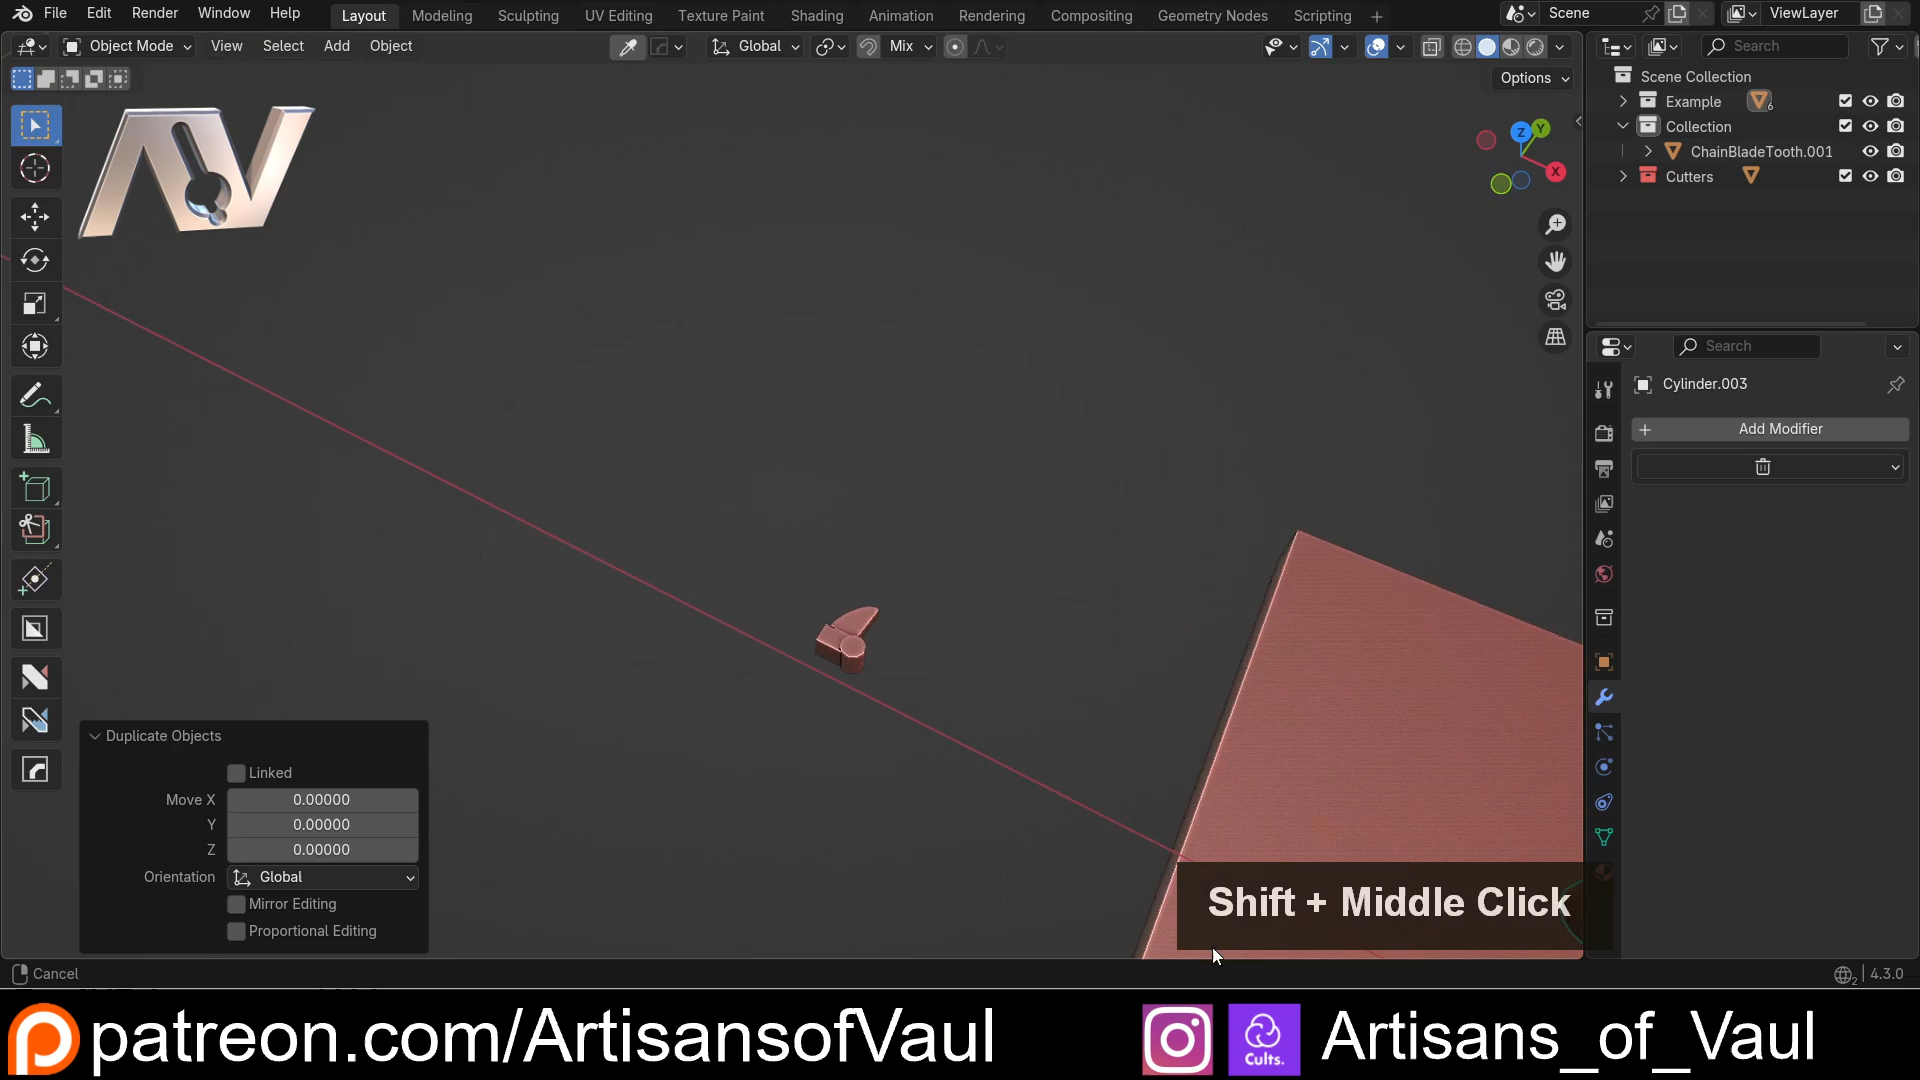 File Edit Render Window Help Layout Modeling Sculpting UV Editing Texture Paint Shading Animation Rendering Compositing Geometry Nodes Scripting + Scene ViewLayer
Object Mode View Select Add Object Global Mix Search
Options
Scene Collection
Example 6
Collection
ChainBladeTooth.001
Cutters
Z Y X
AV
Search
Cylinder.003
+ Add Modifier
Duplicate Objects
Linked
Move X 0.00000
Y 0.00000
Z 0.00000
Orientation Global
Mirror Editing
Proportional Editing
Shift + Middle Click
Cancel 2 4.3.0
patreon.com/ArtisansofVaul Cults. Artisans_of_Vaul